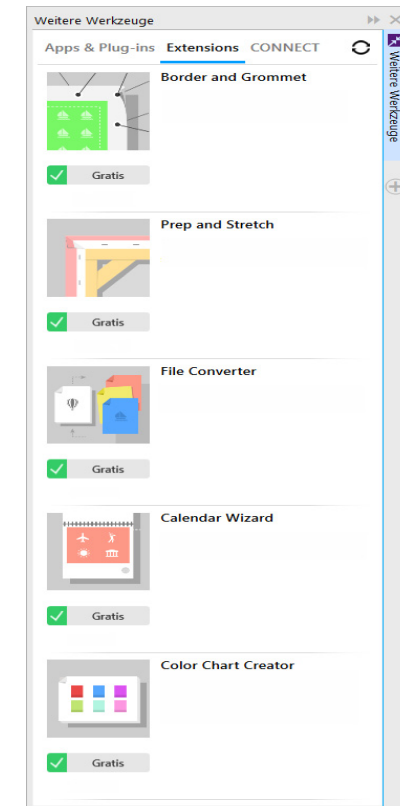 Weitere Werkzeuge
Apps & Plug-ins Extensions CONNECT
Weitere Werkzeuge
Border and Grommet
Gratis
Prep and Stretch
Gratis
File Converter
Gratis
Calendar Wizard
Gratis
Color Chart Creator
Gratis